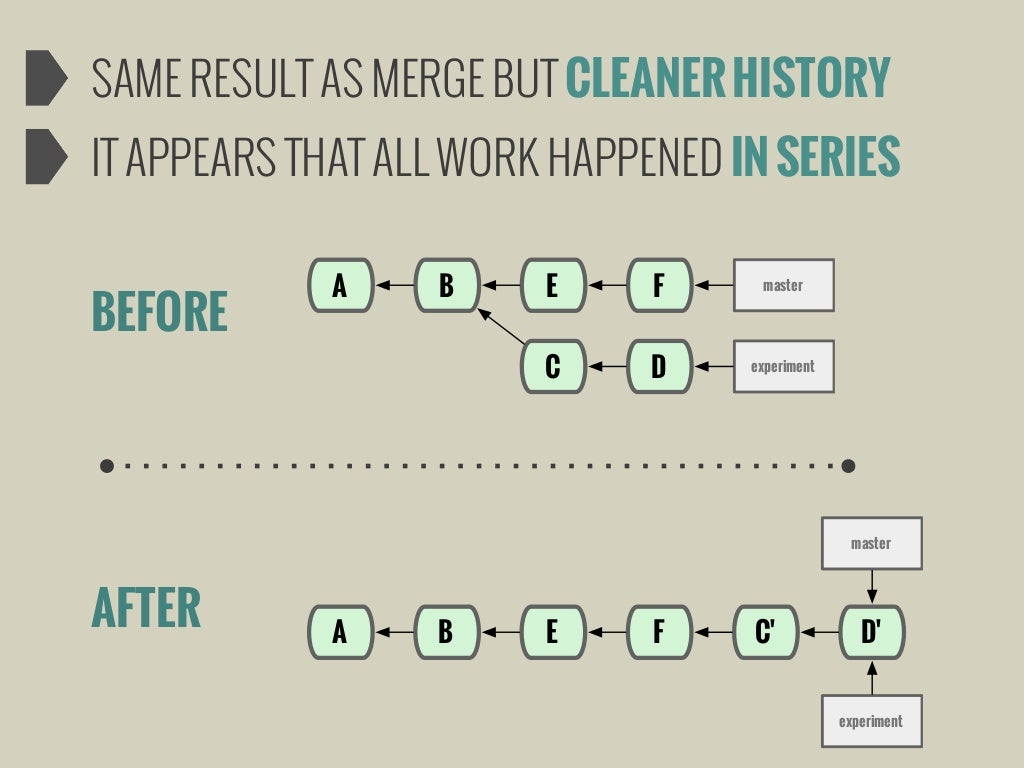 SAME RESULT AS MERGE BUT CLEANER HISTORY
IT APPEARS THAT ALL WORK HAPPENED IN SERIES
BEFORE
A B E F master
C D experiment
master
AFTER
A B E F C' D'
experiment